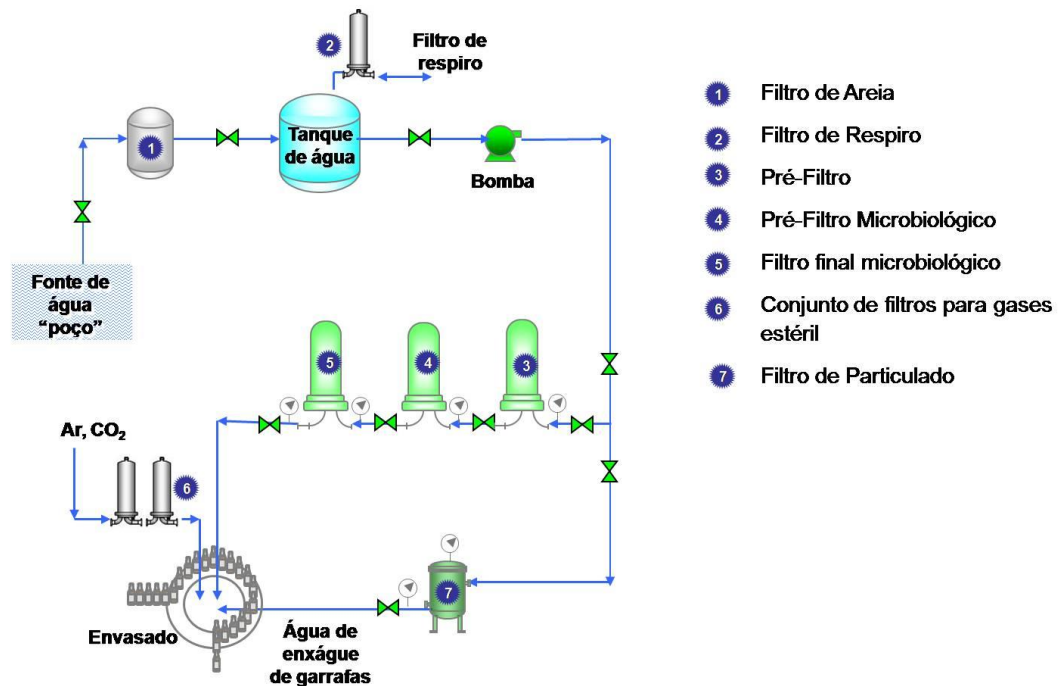 2
Filtro de
respiro
1
Tanque
de água
Bomba
Fonte de
água
“poço”
5
4
3
Ar, CO₂
6
7
Envasado
Água de
enxágue
de garrafas
1 Filtro de Areia
2 Filtro de Respiro
3 Pré-Filtro
4 Pré-Filtro Microbiológico
5 Filtro final microbiológico
6 Conjunto de filtros para gases
estéril
7 Filtro de Particulado